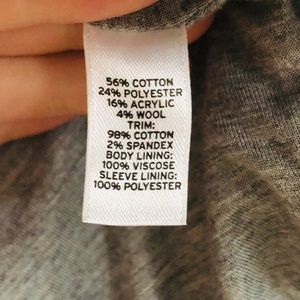 56% COTTON
24% POLYESTER
16% ACRYLIC
4% WOOL
TRIM:
98% COTTON
2% SPANDEX
BODY LINING:
100% VISCOSE
SLEEVE LINING:
100% POLYESTER